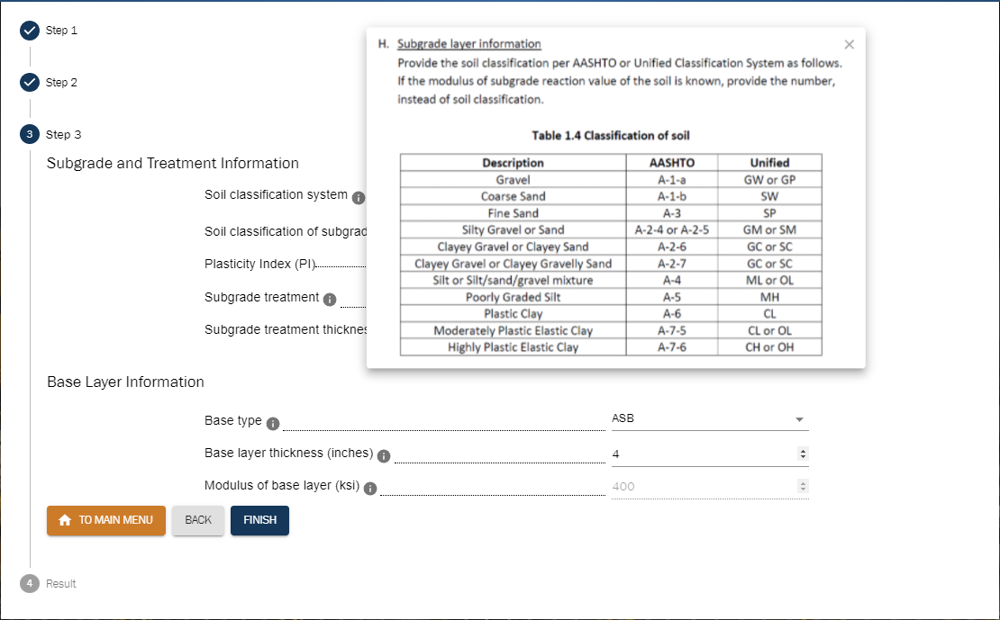 Step 1
Step 2
3 Step 3
Subgrade and Treatment Information
Soil classification system
Soil classification of subgrad
Plasticity Index (PI)
Subgrade treatment
Subgrade treatment thicknes
H. Subgrade layer information
Provide the soil classification per AASHTO or Unified Classification System as follows.
If the modulus of subgrade reaction value of the soil is known, provide the number,
instead of soil classification.
Table 1.4 Classification of soil
Description AASHTO Unified
Gravel A-1-a GW or GP
Coarse Sand A-1-b SW
Fine Sand A-3 SP
Silty Gravel or Sand A-2-4 or A-2-5 GM or SM
Clayey Gravel or Clayey Sand A-2-6 GC or SC
Clayey Gravel or Clayey Gravelly Sand A-2-7 GC or SC
Silt or Silt/sand/gravel mixture A-4 ML or OL
Poorly Graded Silt A-5 MH
Plastic Clay A-6 CL
Moderately Plastic Elastic Clay A-7-5 CL or OL
Highly Plastic Elastic Clay A-7-6 CH or OH
Base Layer Information
Base type ASB
Base layer thickness (inches) 4
Modulus of base layer (ksi) 400
TO MAIN MENU BACK FINISH
4 Result